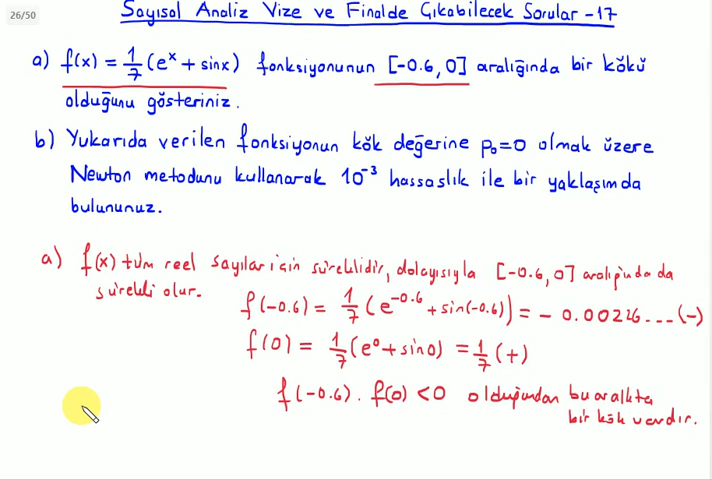 26/50
Sayısal Analiz Vize ve Finalde Çıkabilecek Sorular -17
a) f(x) = 1/7 (eˣ + sinx) fonksiyonunun [-0.6, 0] aralığında bir kökü
olduğunu gösteriniz.
b) Yukarıda verilen fonksiyonun kök değerine p₀=0 olmak üzere
Newton metodunu kullanarak 10⁻³ hassaslık ile bir yaklaşımda
bulununuz.
a) f(x) tüm reel sayılar için süreklidir, dolayısıyla [-0.6, 0] aralığında da
sürekli olur.
f(-0.6) = 1/7 (e⁻⁰·⁶ + sin(-0.6)) = - 0.00226...(-)
f(0) = 1/7 (e⁰ + sin0) = 1/7 (+)
f(-0.6). f(0) <0 olduğundan bu aralıkta
bir kök vardır.